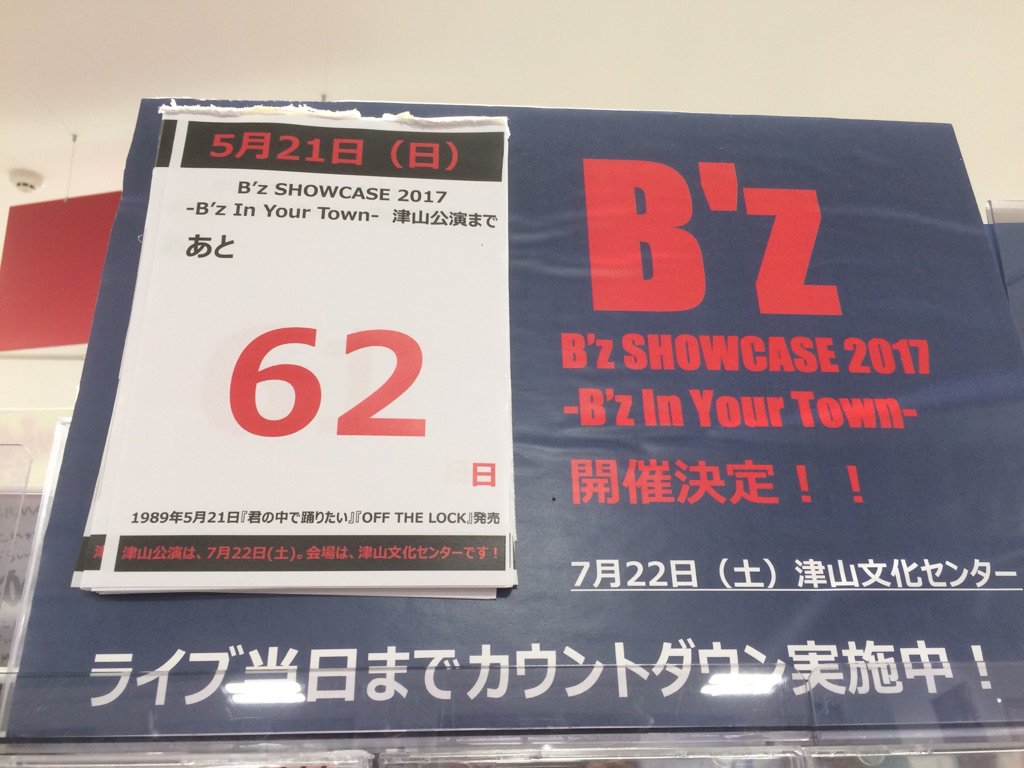 5月21日（日）
B'z SHOWCASE 2017
-B'z In Your Town- 津山公演まで
あと
62
日
1989年5月21日『君の中で踊りたい』『OFF THE LOCK』発売
津山公演は、7月22日(土)。会場は、津山文化センターです！
B'z
B'z SHOWCASE 2017
-B'z In Your Town-
開催決定！！
7月22日（土）津山文化センター
ライブ当日までカウントダウン実施中！